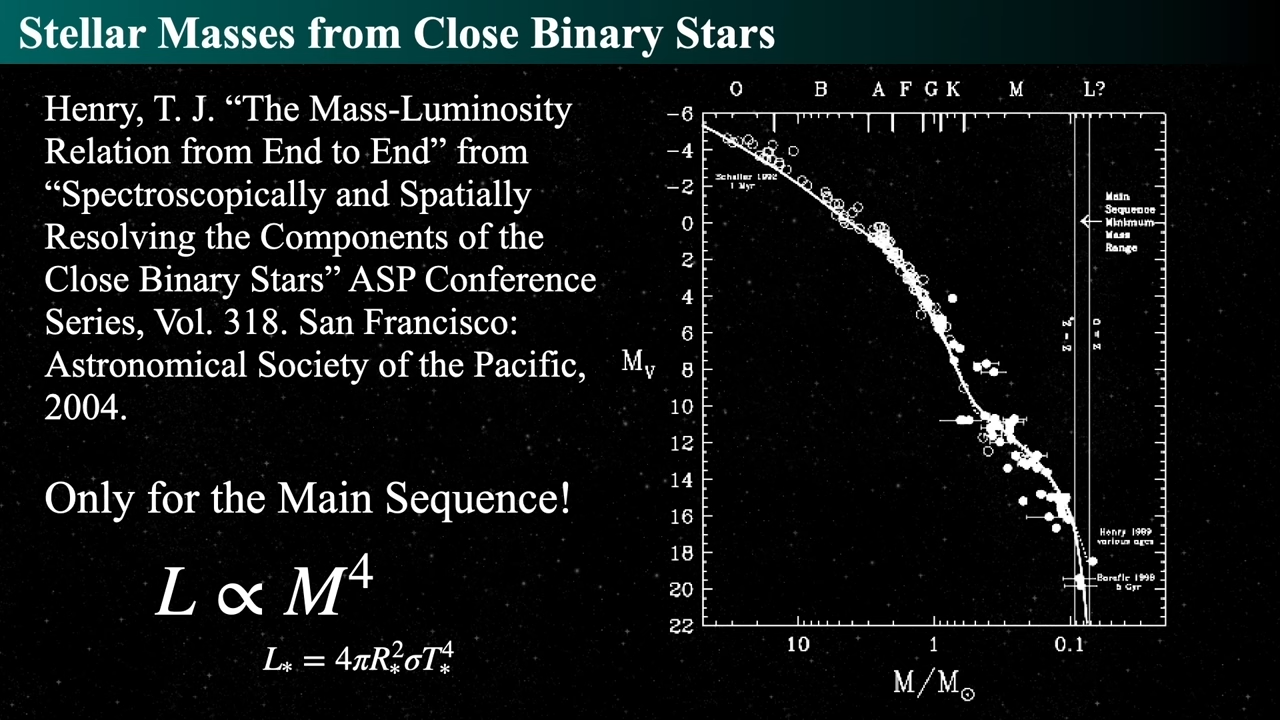 Stellar Masses from Close Binary Stars
Henry, T. J. “The Mass-Luminosity
Relation from End to End” from
“Spectroscopically and Spatially
Resolving the Components of the
Close Binary Stars” ASP Conference
Series, Vol. 318. San Francisco:
Astronomical Society of the Pacific,
2004.
Only for the Main Sequence!
L ∝ M⁴
L* = 4πR*²σT*⁴
O B A F G K M L?
-6
-4
-2
0
2
4
6
8
10
12
14
16
18
20
22
Mᵥ
Schaller 1992
1 Myr
Main
Sequence
Minimum
Mass
Range
Z = 0
Henry 1999
various ages
Baraffe 1998
5 Gyr
10 1 0.1
M/M⊙